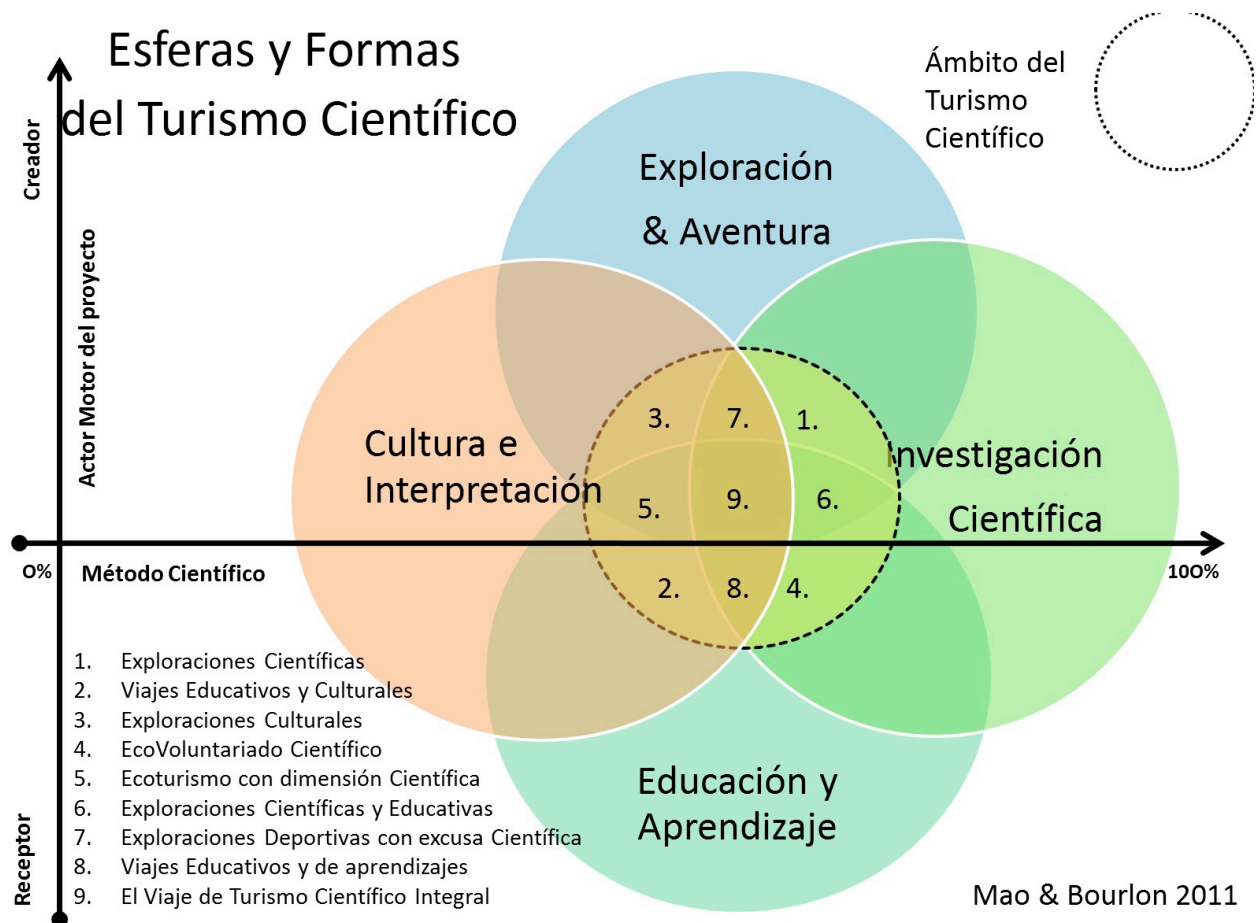 Esferas y Formas
del Turismo Científico
Ámbito del
Turismo
Científico
Creador
Actor Motor del proyecto
Receptor
Exploración
& Aventura
Cultura e
Interpretación
Investigación
Científica
Educación y
Aprendizaje
3.
7.
1.
5.
9.
6.
2.
8.
4.
O%
Método Científico
10O%
1. Exploraciones Científicas
2. Viajes Educativos y Culturales
3. Exploraciones Culturales
4. EcoVoluntariado Científico
5. Ecoturismo con dimensión Científica
6. Exploraciones Científicas y Educativas
7. Exploraciones Deportivas con excusa Científica
8. Viajes Educativos y de aprendizajes
9. El Viaje de Turismo Científico Integral
Mao & Bourlon 2011